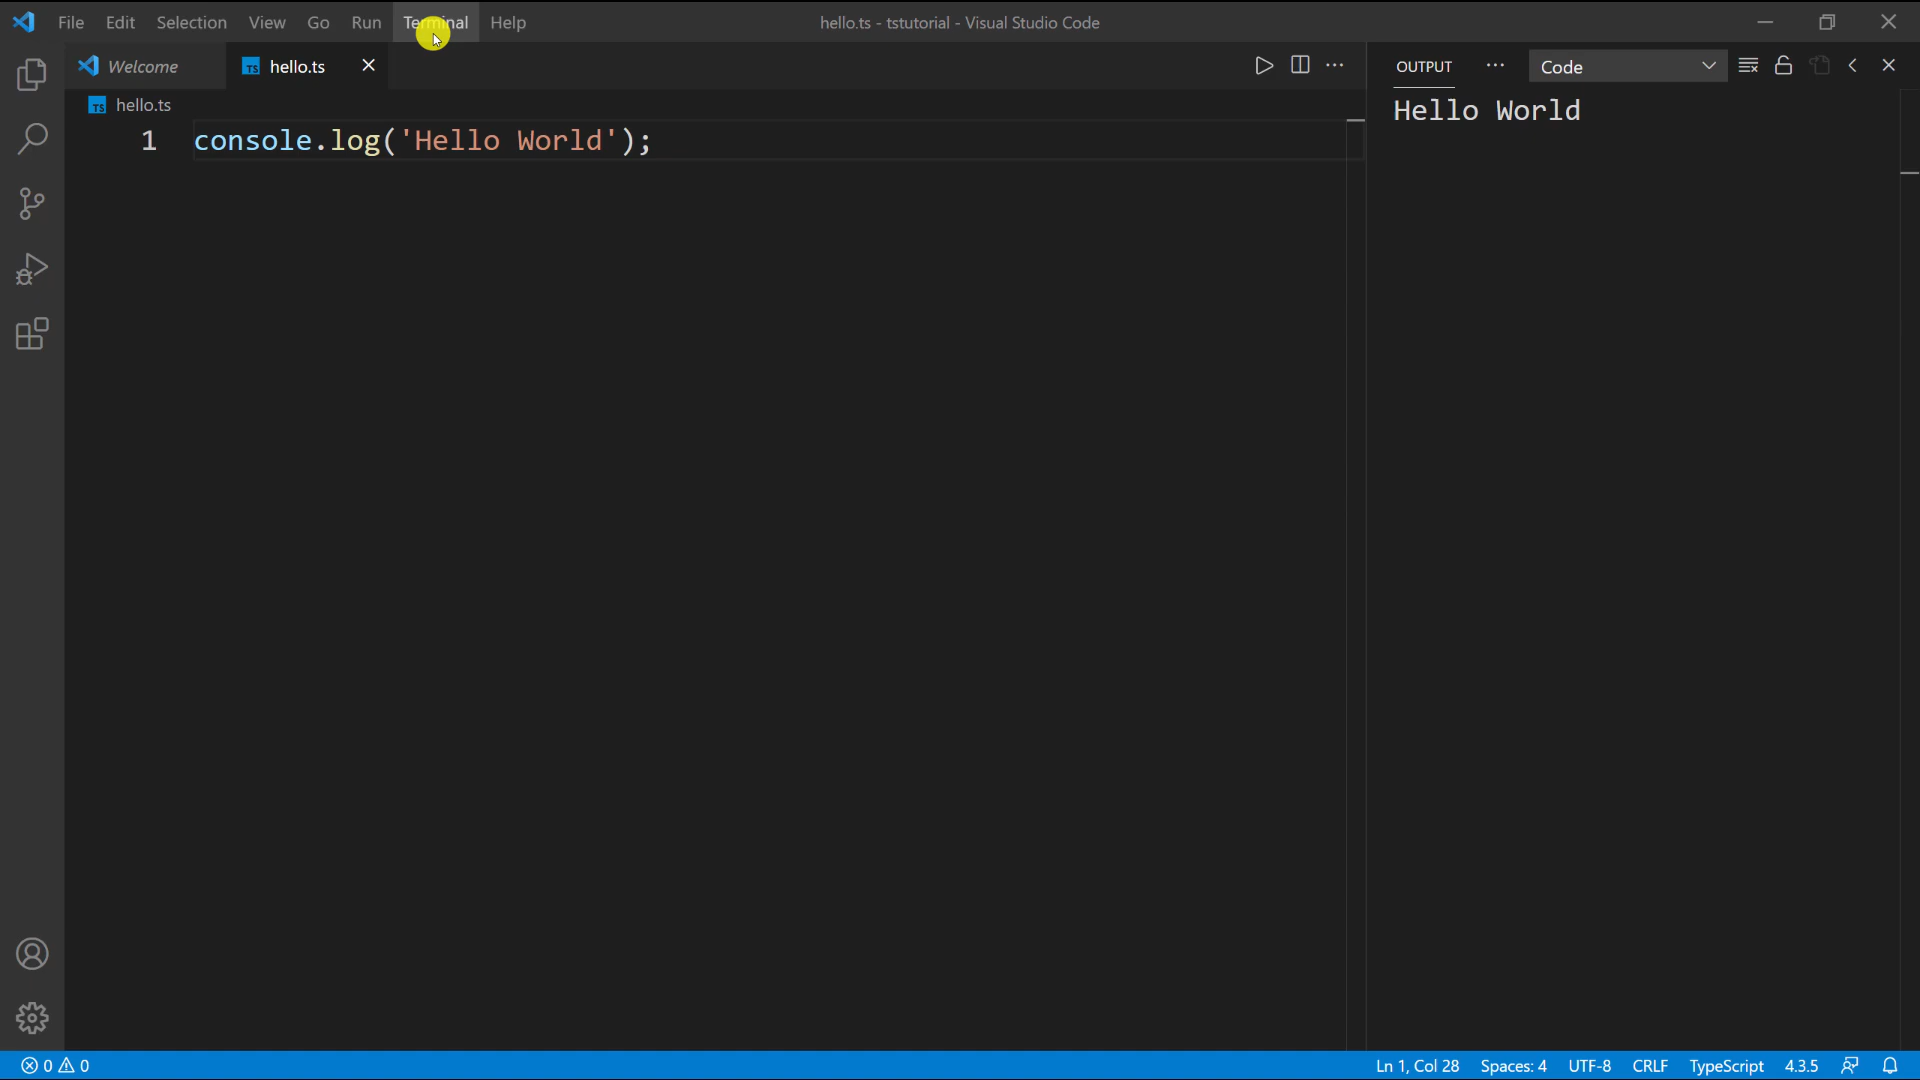 File Edit Selection View Go Run Terminal Help hello.ts - tstutorial - Visual Studio Code
Welcome TS hello.ts OUTPUT Code
TS hello.ts
1 console.log('Hello World');
Hello World
0 0 Ln 1, Col 28 Spaces: 4 UTF-8 CRLF TypeScript 4.3.5